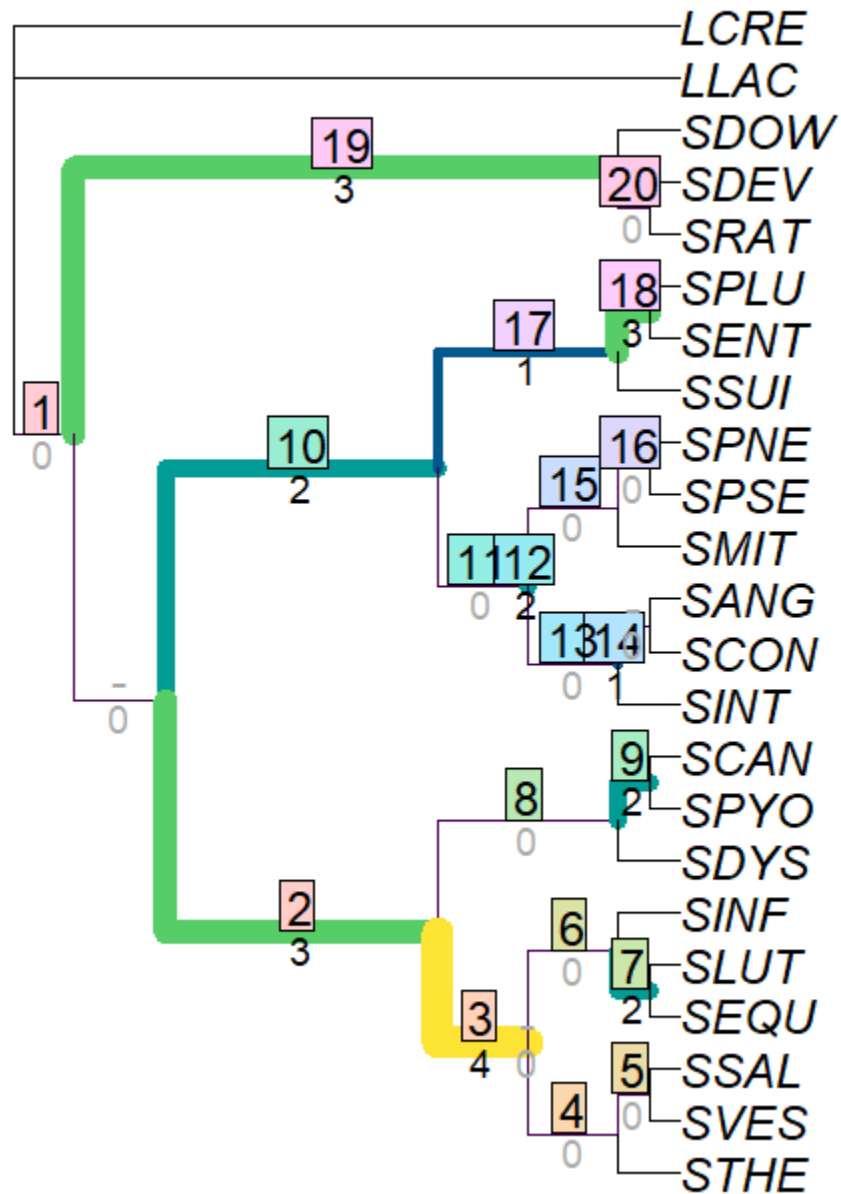 LCRE
LLAC
SDOW
19
3
20
SDEV
0
SRAT
18
SPLU
17
3
SENT
1
SSUI
1
0
10
2
16
SPNE
15
0
SPSE
0
SMIT
11
12
0
2
13
14
-
0
SANG
0
1
SCON
SINT
-
0
9
SCAN
8
2
SPYO
0
SDYS
2
3
6
SINF
0
7
SLUT
2
SEQU
3
4
-
0
5
SSAL
4
0
SVES
0
STHE